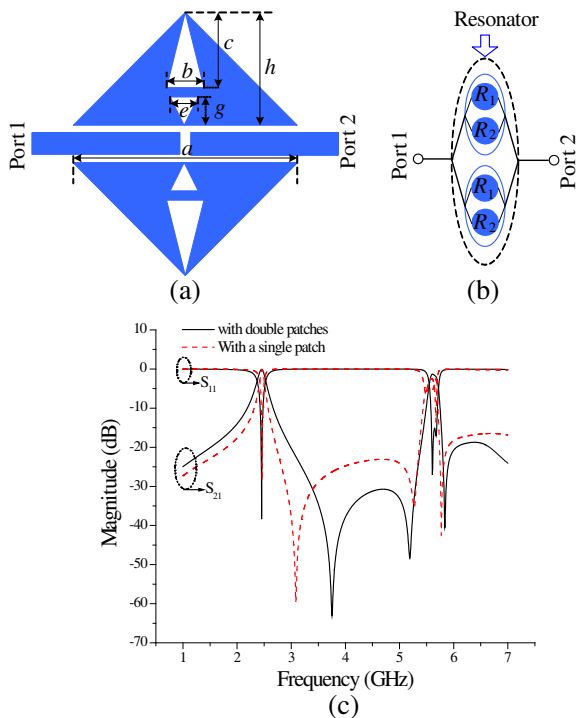 b
c
h
e
g
a
Port 1
Port 2
(a)
Resonator
R1
R2
R1
R2
Port 1
Port 2
(b)
with double patches
With a single patch
S11
S21
Magnitude (dB)
10
0
-10
-20
-30
-40
-50
-60
-70
1 2 3 4 5 6 7
Frequency (GHz)
(c)